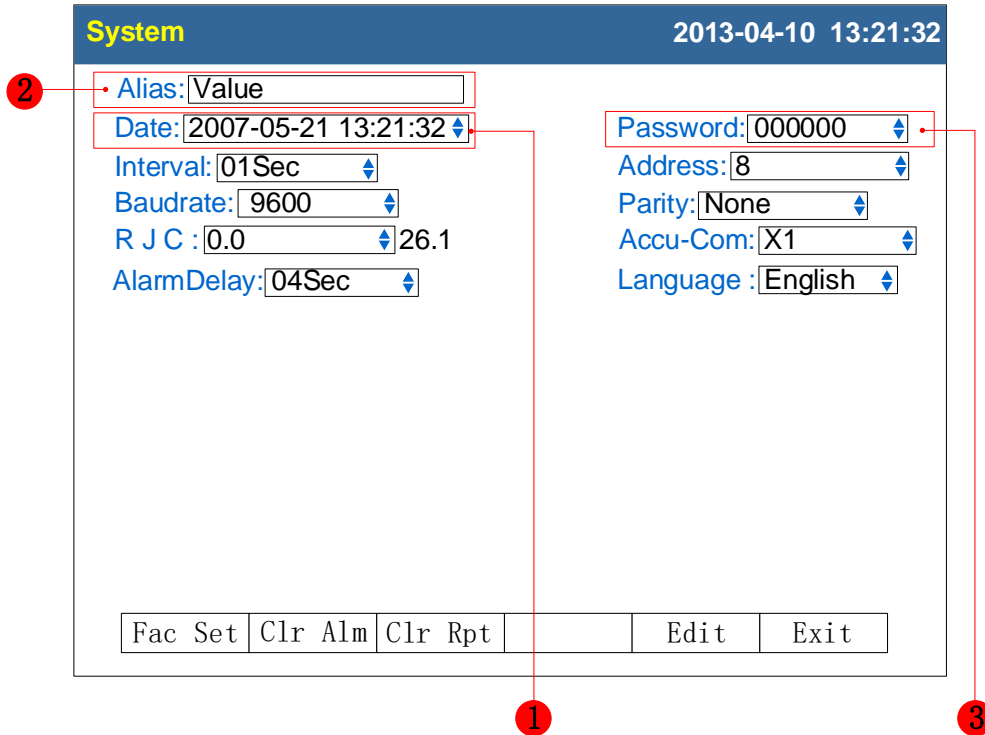 System 2013-04-10 13:21:32
2 Alias: Value
Date: 2007-05-21 13:21:32 Password: 000000
Interval: 01Sec Address: 8
Baudrate: 9600 Parity: None
R J C : 0.0 26.1 Accu-Com: X1
AlarmDelay: 04Sec Language : English
Fac Set Clr Alm Clr Rpt Edit Exit
1 3